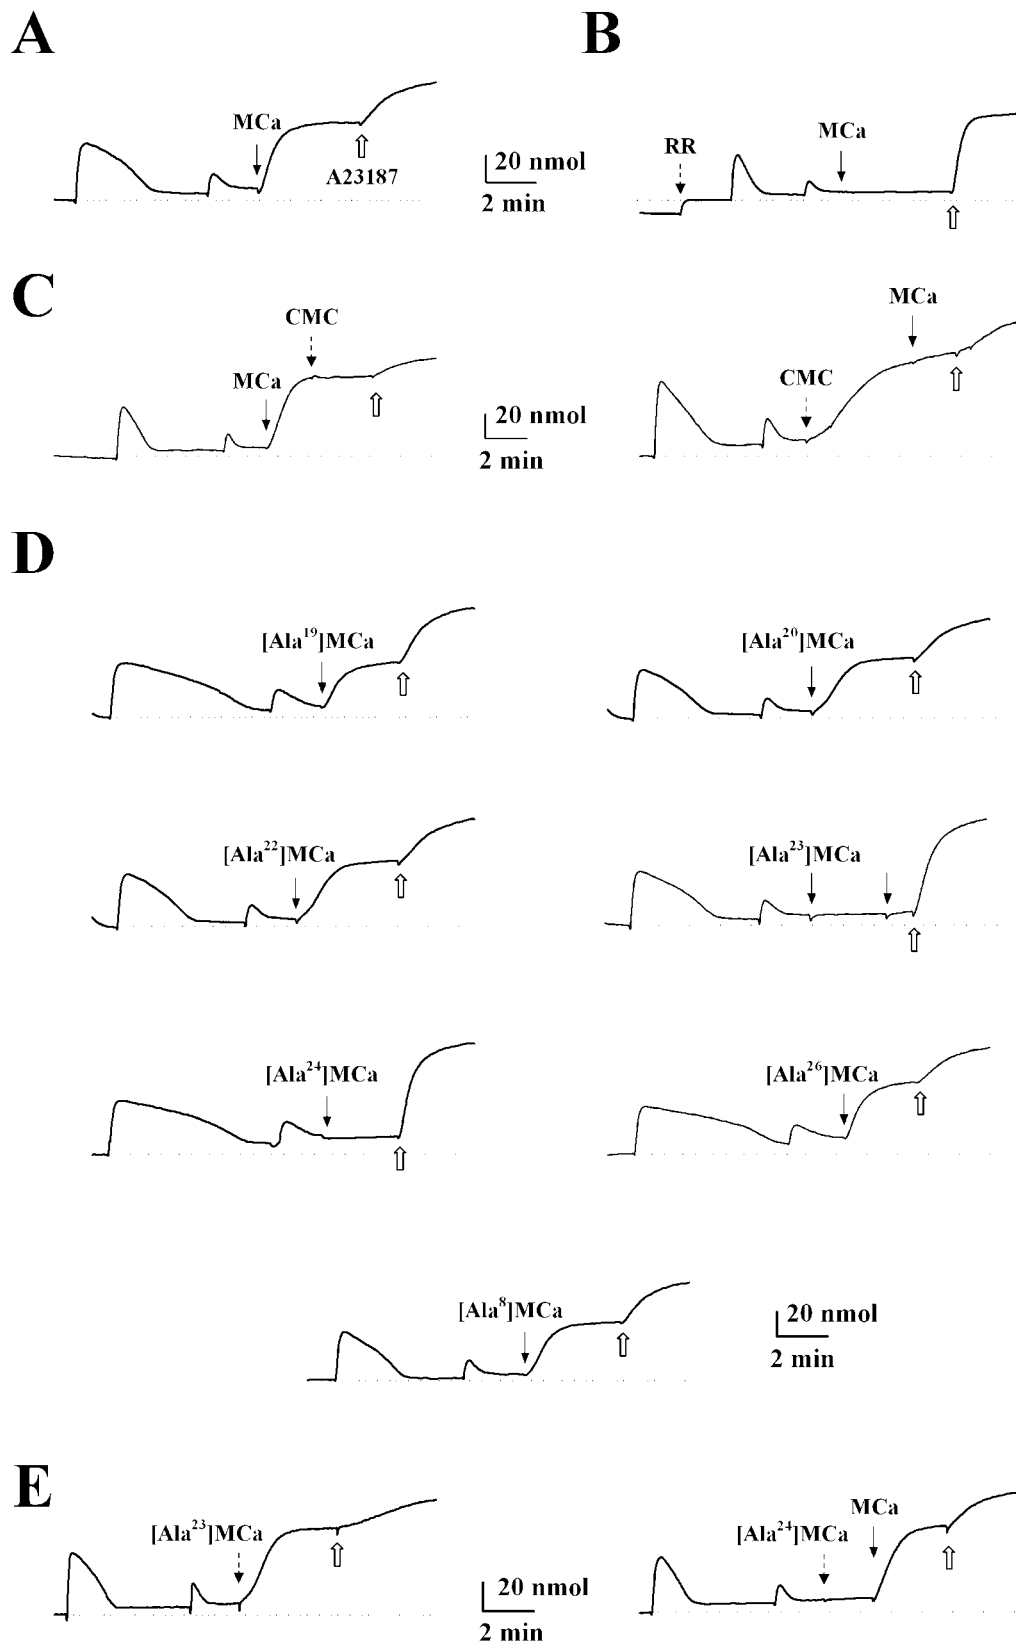 A
B
MCa
A23187
20 nmol
2 min
RR
MCa
C
CMC
MCa
20 nmol
2 min
MCa
CMC
D
[Ala19]MCa
[Ala20]MCa
[Ala22]MCa
[Ala23]MCa
[Ala24]MCa
[Ala26]MCa
[Ala8]MCa
20 nmol
2 min
E
[Ala23]MCa
20 nmol
2 min
[Ala24]MCa
MCa